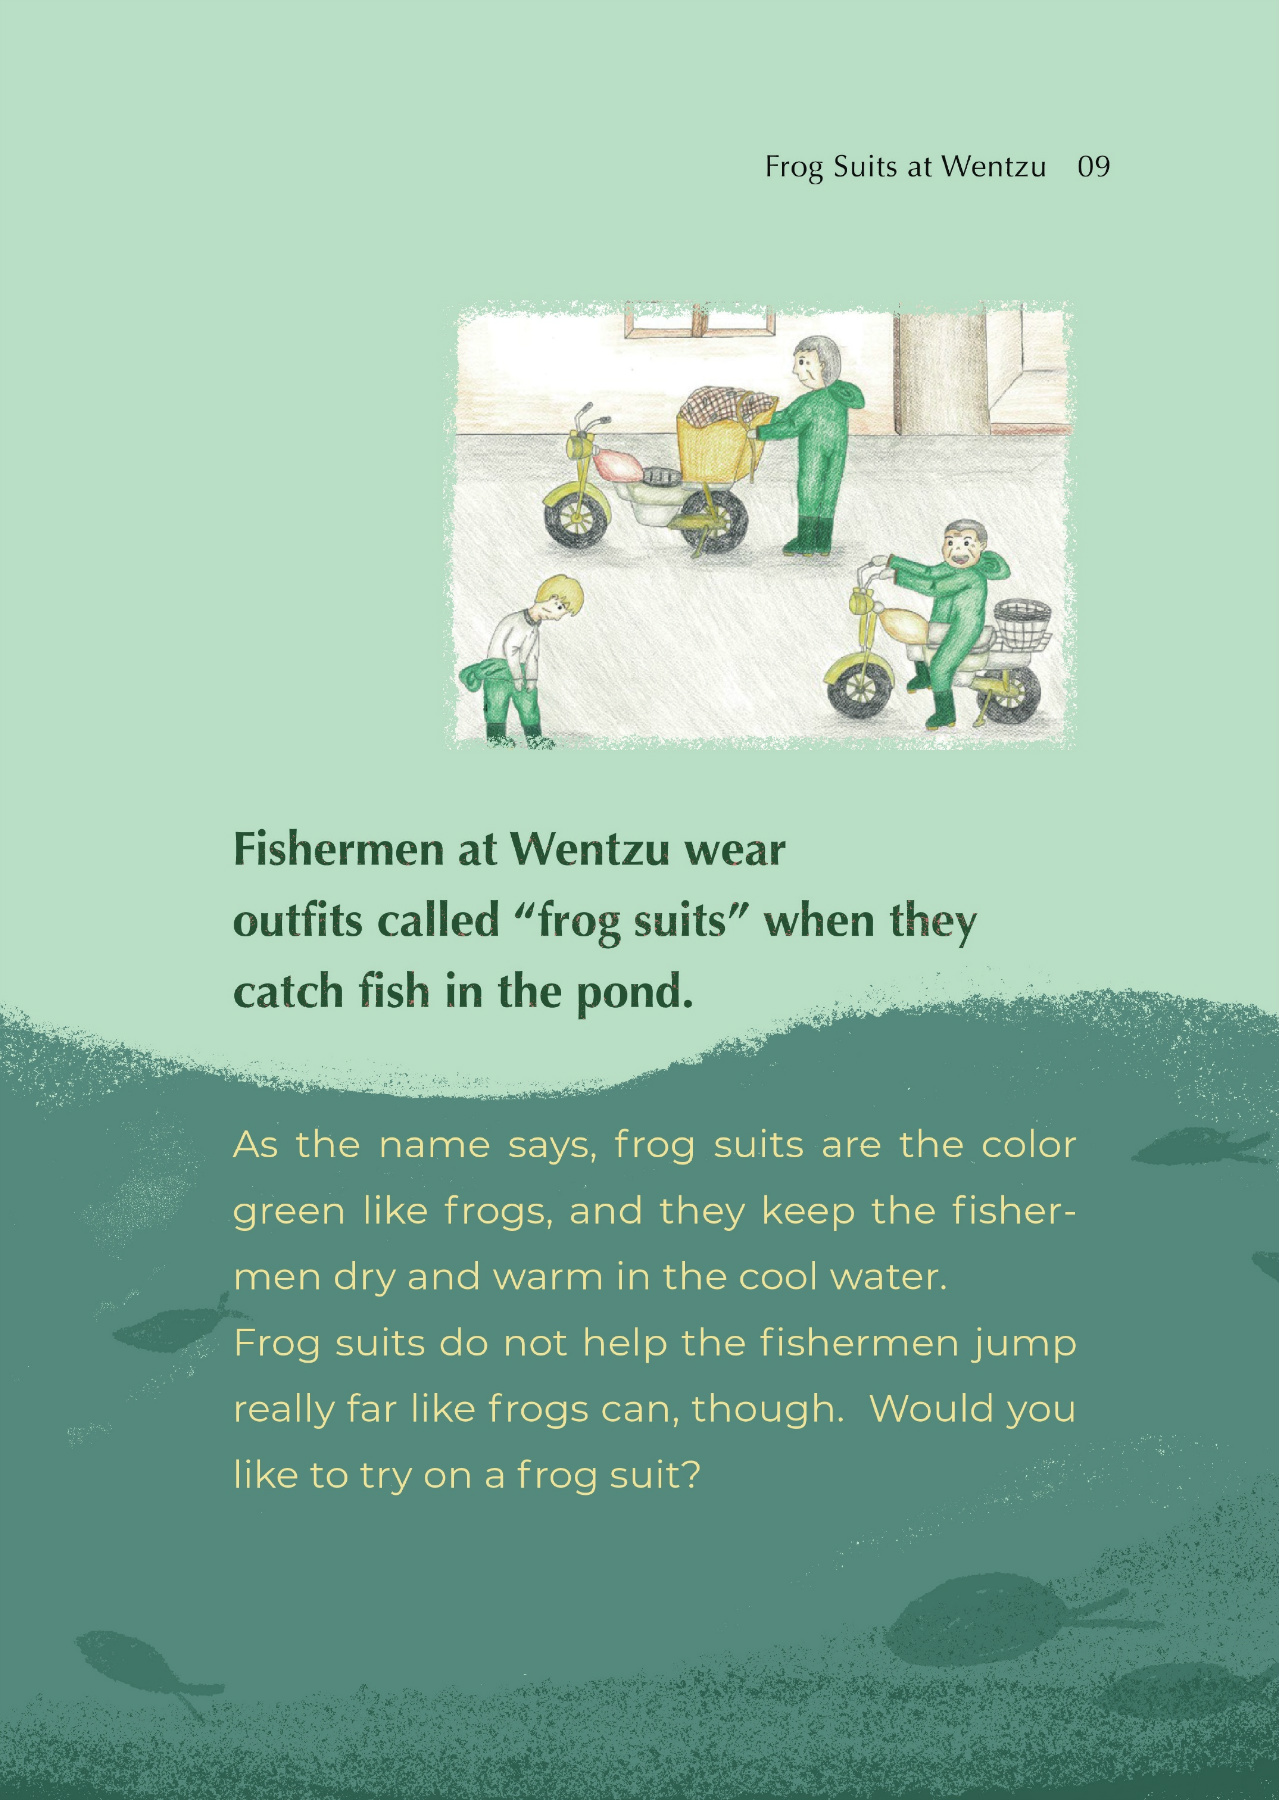 Frog Suits at Wentzu 09
Fishermen at Wentzu wear
outfits called “frog suits” when they
catch fish in the pond.
As the name says, frog suits are the color
green like frogs, and they keep the fisher-
men dry and warm in the cool water.
Frog suits do not help the fishermen jump
really far like frogs can, though. Would you
like to try on a frog suit?